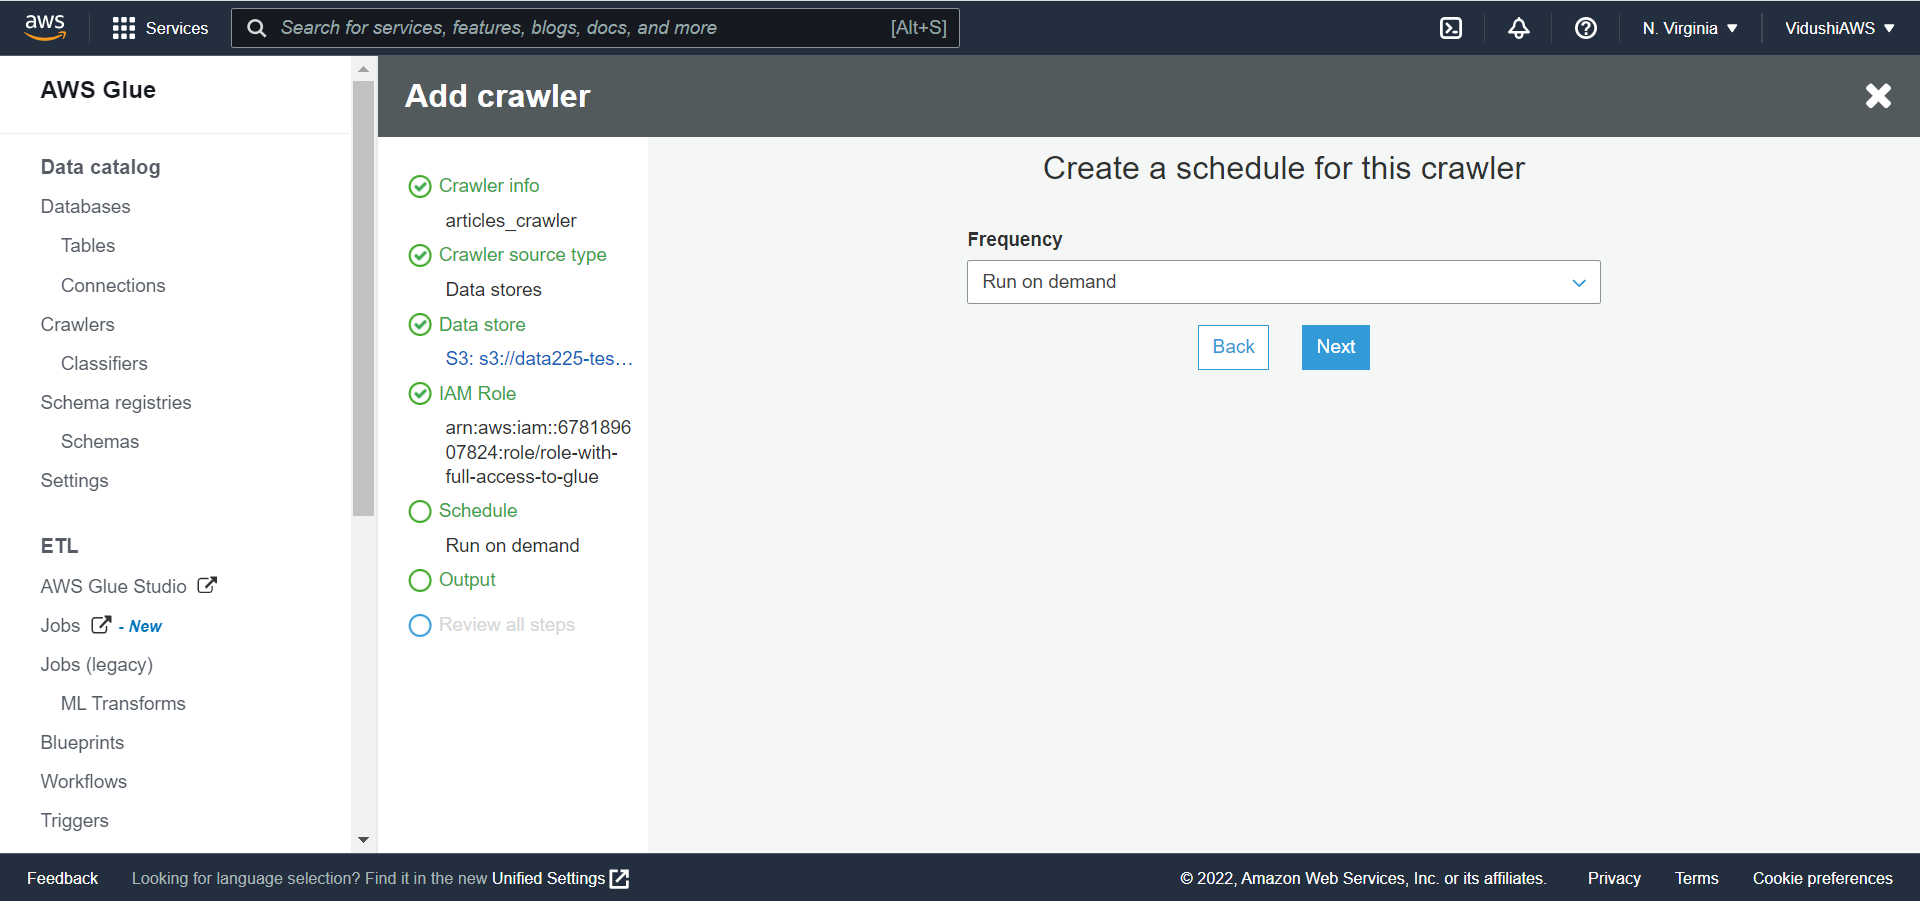 aws
Services
Search for services, features, blogs, docs, and more [Alt+S]
N. Virginia
VidushiAWS
AWS Glue
Data catalog
Databases
Tables
Connections
Crawlers
Classifiers
Schema registries
Schemas
Settings
ETL
AWS Glue Studio
Jobs - New
Jobs (legacy)
ML Transforms
Blueprints
Workflows
Triggers
Add crawler
Crawler info
articles_crawler
Crawler source type
Data stores
Data store
S3: s3://data225-tes…
IAM Role
arn:aws:iam::6781896
07824:role/role-with-
full-access-to-glue
Schedule
Run on demand
Output
Review all steps
Create a schedule for this crawler
Frequency
Run on demand
Back
Next
Feedback
Looking for language selection? Find it in the new Unified Settings
© 2022, Amazon Web Services, Inc. or its affiliates.
Privacy
Terms
Cookie preferences